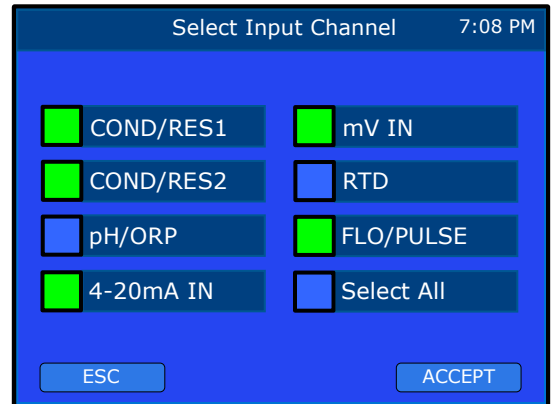 Select Input Channel 7:08 PM
COND/RES1 mV IN
COND/RES2 RTD
pH/ORP FLO/PULSE
4-20mA IN Select All
ESC ACCEPT